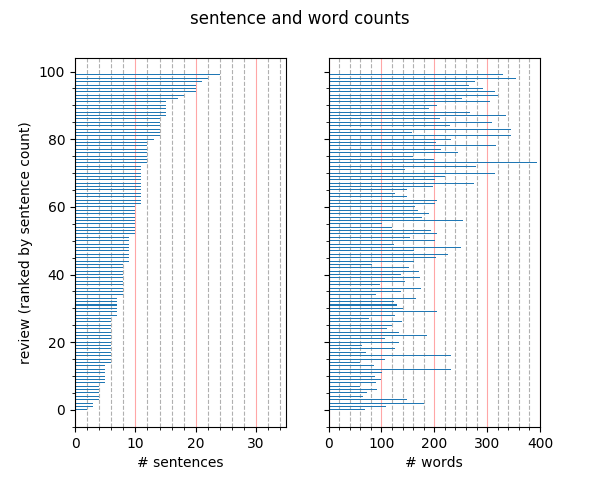 sentence and word counts
review (ranked by sentence count)
100
80
60
40
20
0
0 10 20 30
# sentences
0 100 200 300 400
# words